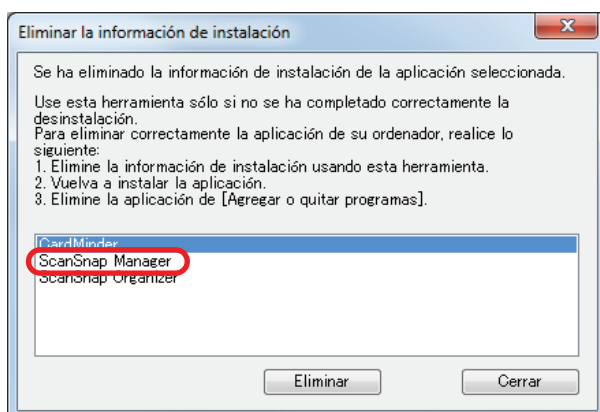 Eliminar la información de instalación
Se ha eliminado la información de instalación de la aplicación seleccionada.
Use esta herramienta sólo si no se ha completado correctamente la
desinstalación.
Para eliminar correctamente la aplicación de su ordenador, realice lo
siguiente:
1. Elimine la información de instalación usando esta herramienta.
2. Vuelva a instalar la aplicación.
3. Elimine la aplicación de [Agregar o quitar programas].
CardMinder
ScanSnap Manager
ScanSnap Organizer
Eliminar
Cerrar